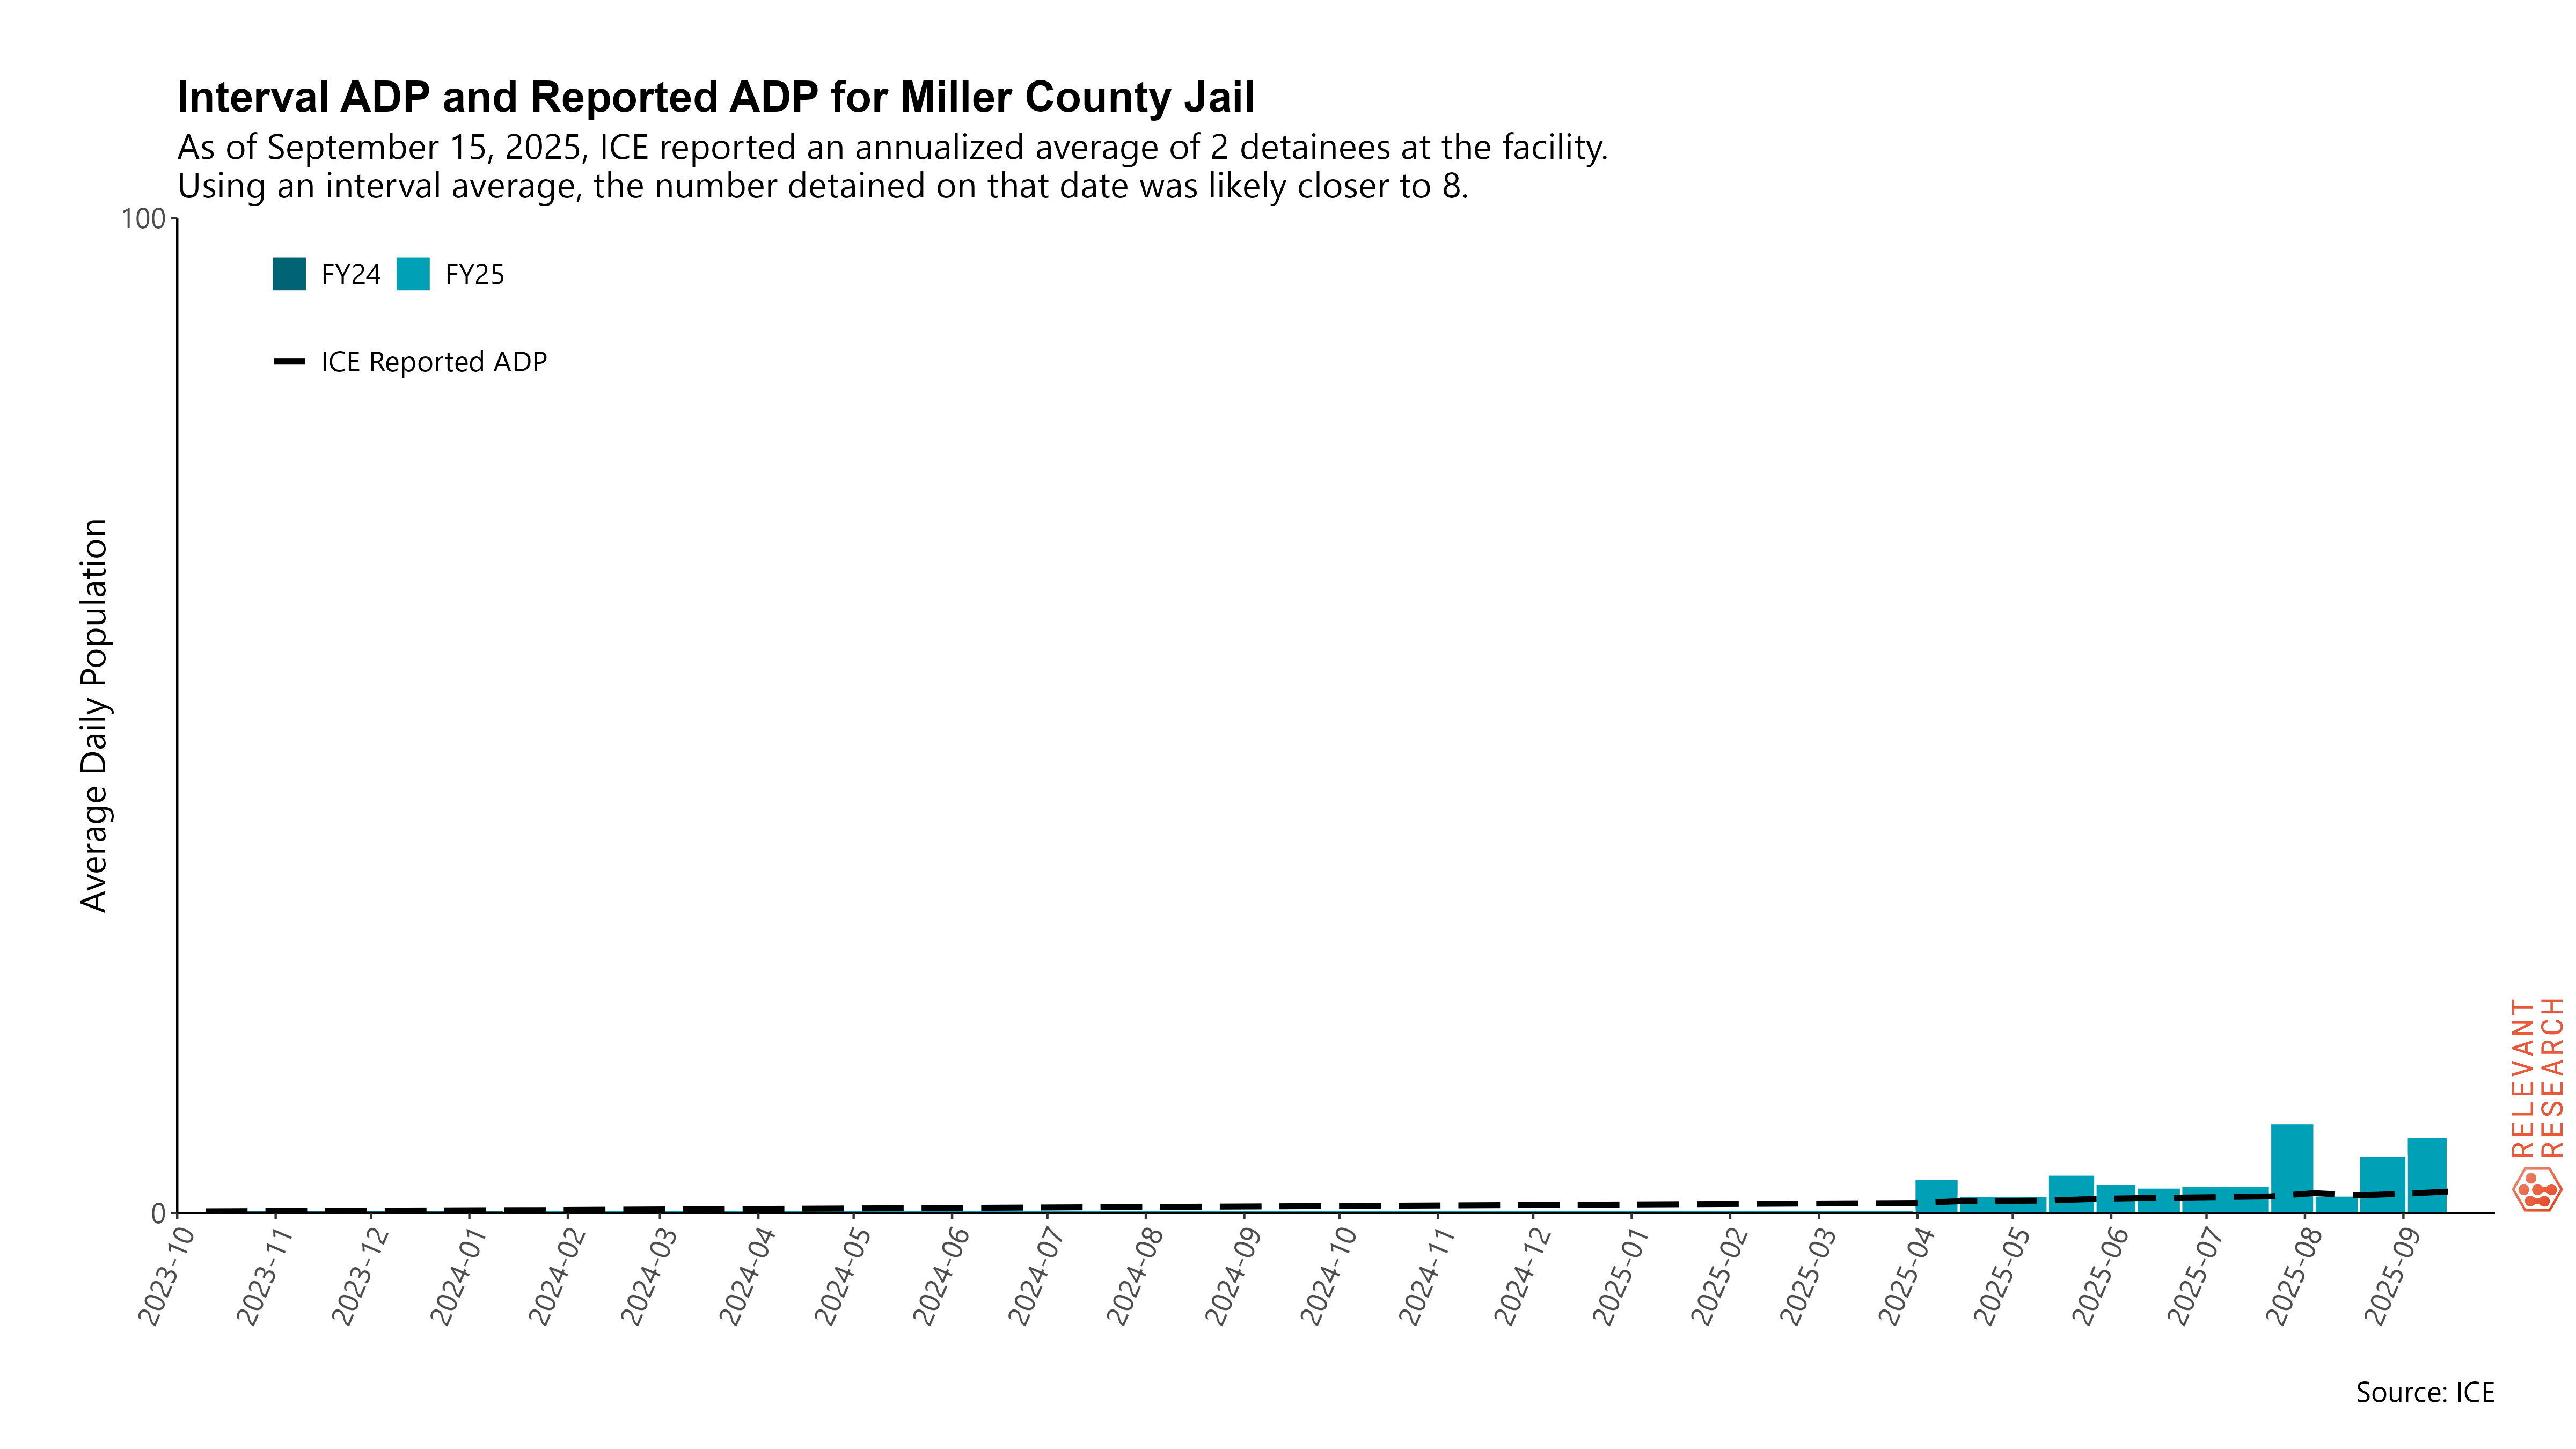 Interval ADP and Reported ADP for Miller County Jail
As of September 15, 2025, ICE reported an annualized average of 2 detainees at the facility.
Using an interval average, the number detained on that date was likely closer to 8.
100
FY24 FY25
ICE Reported ADP
Average Daily Population
0
2023-10 2023-11 2023-12 2024-01 2024-02 2024-03 2024-04 2024-05 2024-06 2024-07 2024-08 2024-09 2024-10 2024-11 2024-12 2025-01 2025-02 2025-03 2025-04 2025-05 2025-06 2025-07 2025-08 2025-09
RELEVANT
RESEARCH
Source: ICE